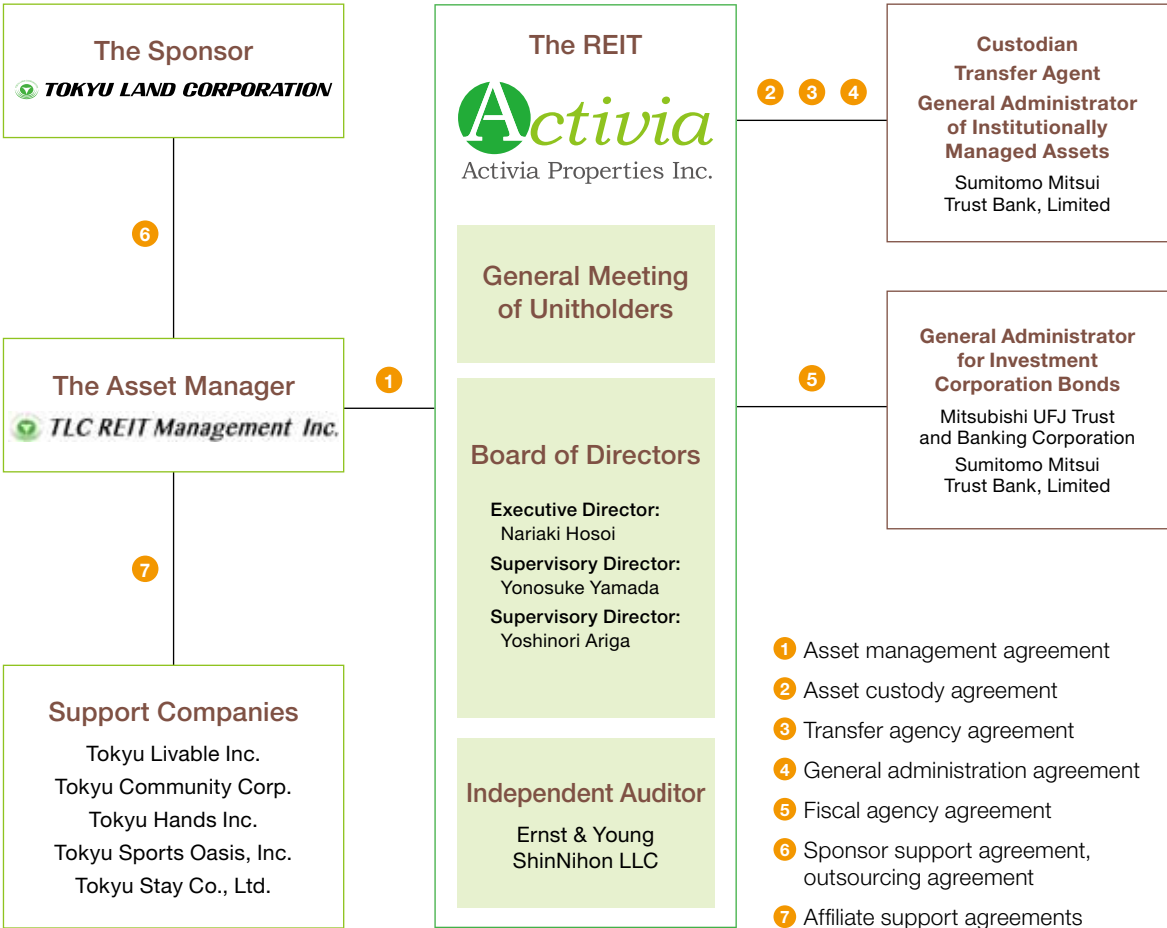 The Sponsor
TOKYU LAND CORPORATION
6
The Asset Manager
TLC REIT Management Inc.
1
7
Support Companies
Tokyu Livable Inc.
Tokyu Community Corp.
Tokyu Hands Inc.
Tokyu Sports Oasis, Inc.
Tokyu Stay Co., Ltd.
The REIT
Activia
Activia Properties Inc.
General Meeting
of Unitholders
Board of Directors
Executive Director:
Nariaki Hosoi
Supervisory Director:
Yonosuke Yamada
Supervisory Director:
Yoshinori Ariga
Independent Auditor
Ernst & Young
ShinNihon LLC
2 3 4
Custodian
Transfer Agent
General Administrator
of Institutionally
Managed Assets
Sumitomo Mitsui
Trust Bank, Limited
5
General Administrator
for Investment
Corporation Bonds
Mitsubishi UFJ Trust
and Banking Corporation
Sumitomo Mitsui
Trust Bank, Limited
1 Asset management agreement
2 Asset custody agreement
3 Transfer agency agreement
4 General administration agreement
5 Fiscal agency agreement
6 Sponsor support agreement,
outsourcing agreement
7 Affiliate support agreements